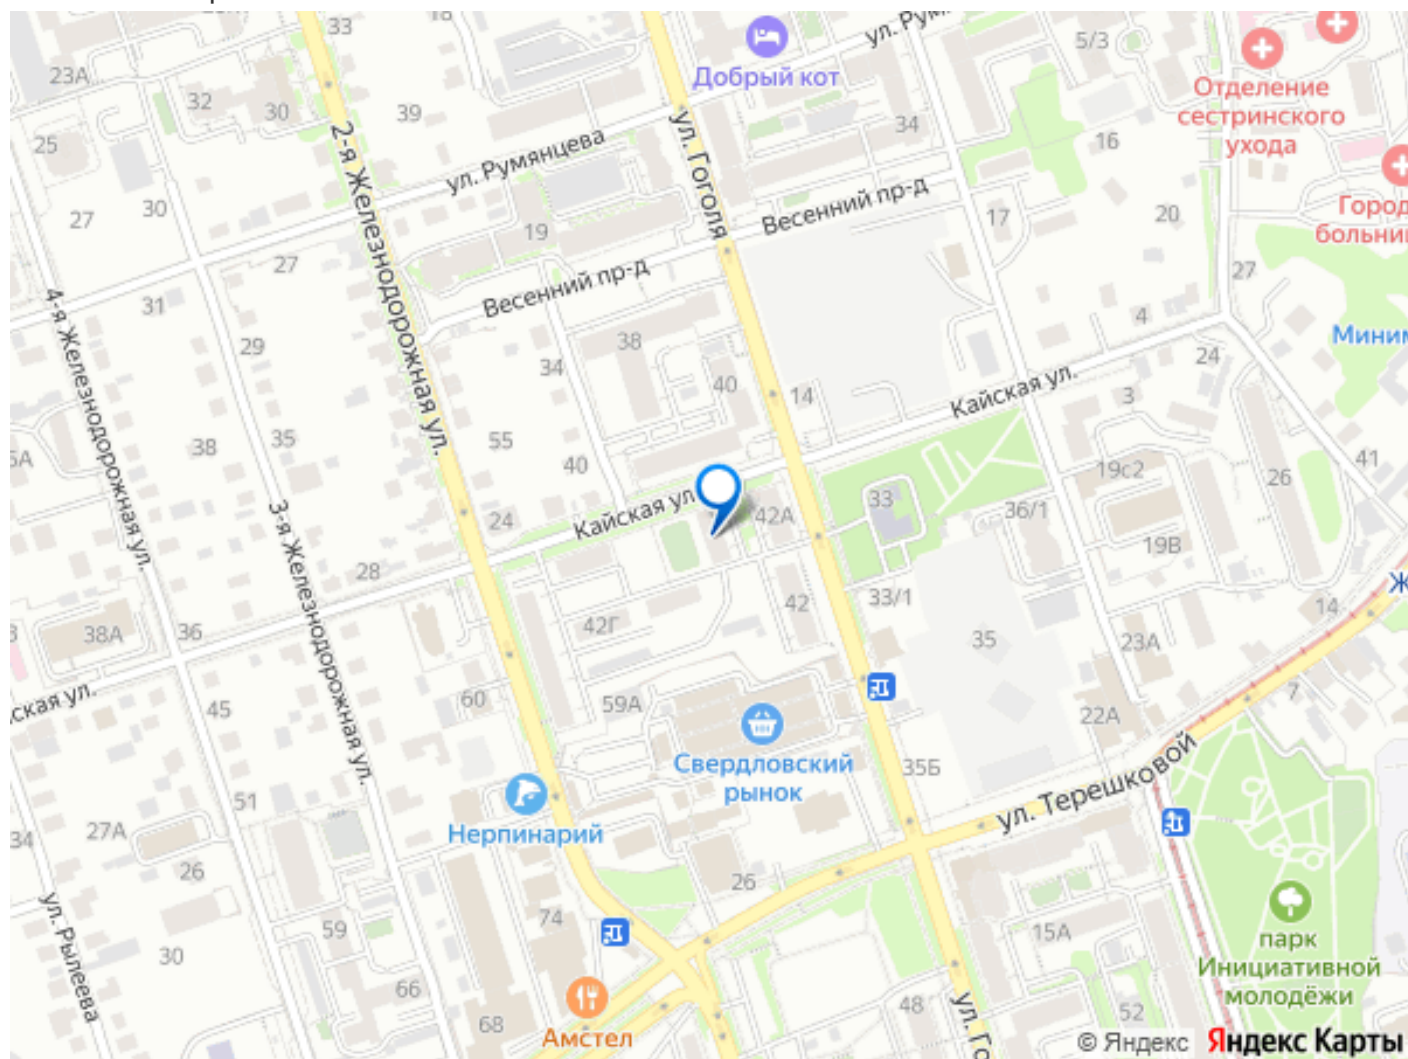 33
18
ул. Рум
5/3
23А
Добрый кот
Отделение
сестринского
ухода
32
30
39
34
16
25
ул. Румянцева
ул. Гоголя
2-я Железнодорожная ул.
Город
больни
27
30
19
Весенний пр-д
17
20
27
27
31
Весенний пр-д
4-я Железнодорожная ул.
29
38
4
Миним
34
40
14
24
Кайская ул.
3
55
35
38
5А
40
19с2
26
41
24
Кайская ул
42А
33
36/1
3-я Железнодорожная ул.
19В
28
42
33/1
14
Ж
38А
36
42Г
35
23А
ская ул.
45
60
59А
7
22А
Свердловский
рынок
35Б
ул. Терешковой
51
Нерпинарий
27А
34
26
26
ул. Рылеева
59
74
15А
парк
Инициативной
молодёжи
30
66
48
52
ул. Го
68
Амстел
© Яндекс Яндекс Карты